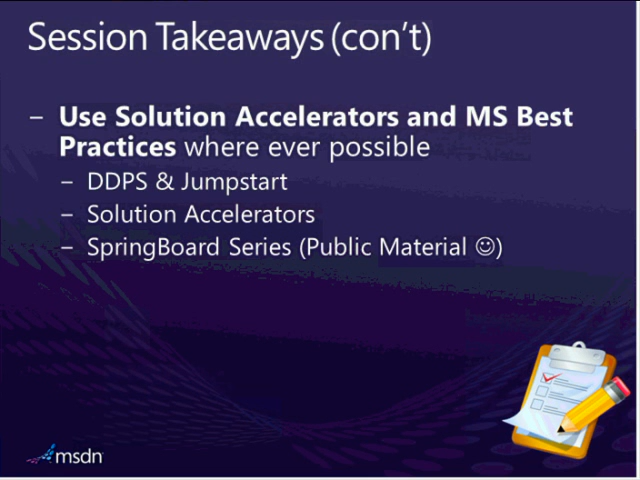 Session Takeaways (con't)
– Use Solution Accelerators and MS Best
Practices where ever possible
– DDPS & Jumpstart
– Solution Accelerators
– SpringBoard Series (Public Material ☺)
msdn